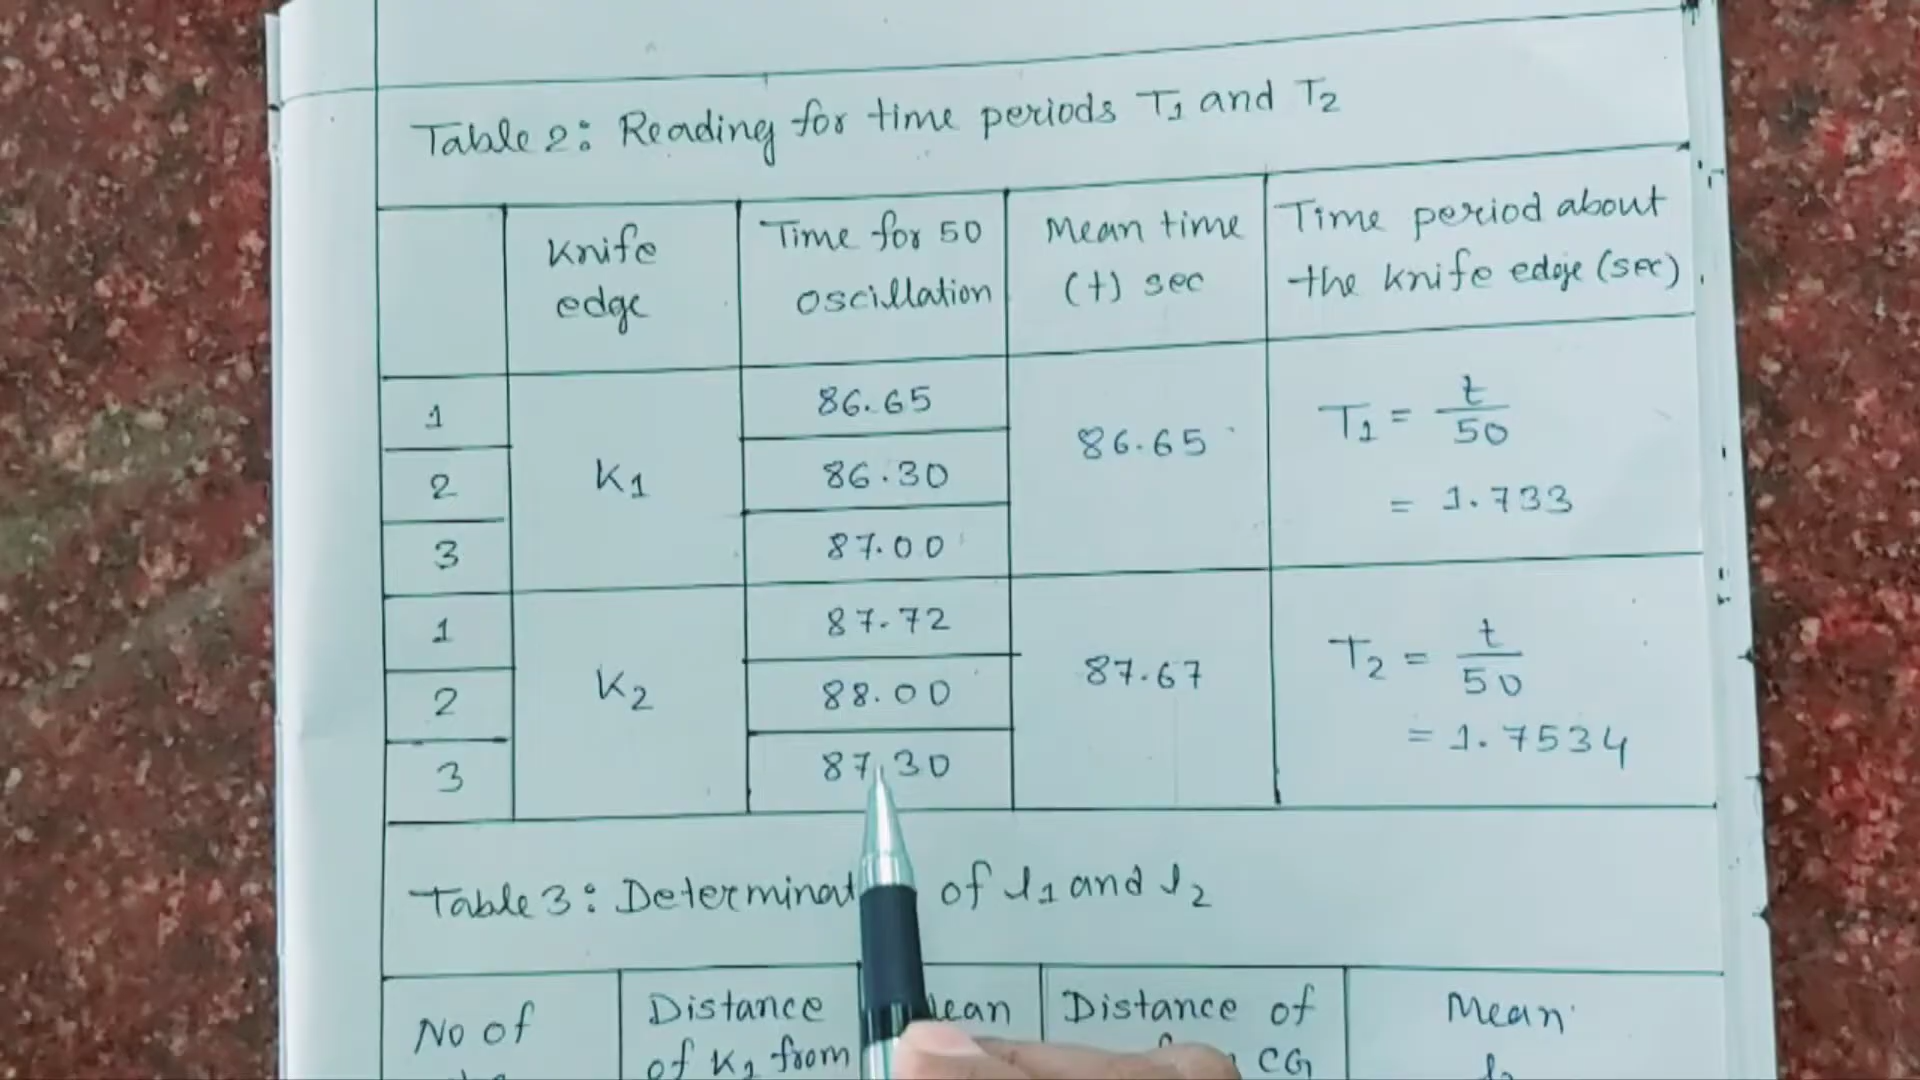 Table 2: Reading for time periods T1 and T2
Knife edge
Time for 50 oscillation
Mean time (t) sec
Time period about the knife edge (sec)
1
K1
86.65
86.65
T1 = t/50
= 1.733
2
86.30
3
87.00
1
K2
87.72
87.67
T2 = t/50
= 1.7534
2
88.00
3
87.30
Table 3: Determinat of l1 and l2
No of
Distance
of K1 from
Mean
Distance of
CG
Mean